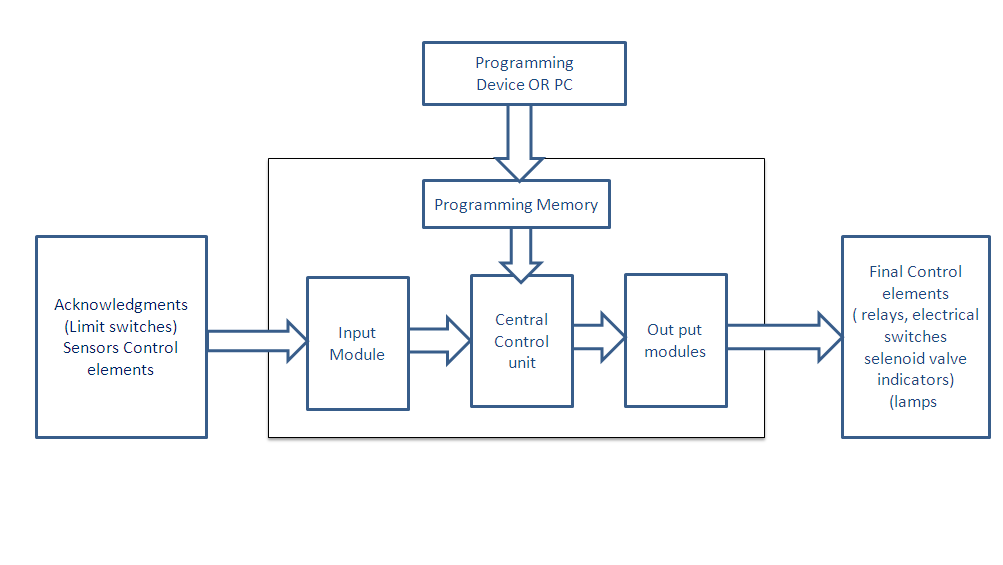 Programming
Device OR PC
Programming Memory
Acknowledgments
(Limit switches)
Sensors Control
elements
Input
Module
Central
Control
unit
Out put
modules
Final Control
elements
( relays, electrical
switches
selenoid valve
indicators)
(lamps